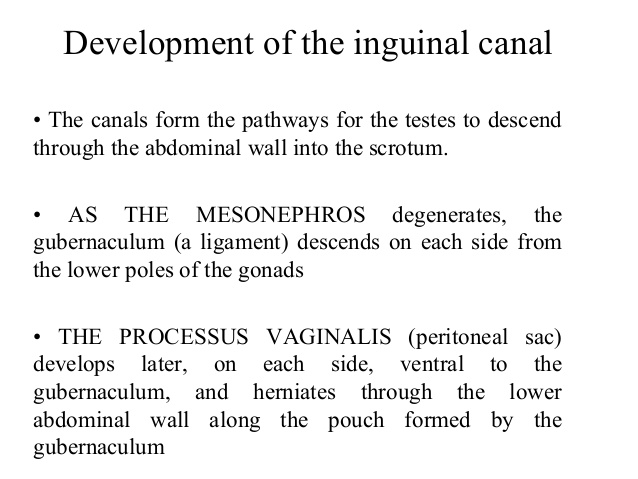 Development of the inguinal canal
• The canals form the pathways for the testes to descend
through the abdominal wall into the scrotum.
• AS THE MESONEPHROS degenerates, the
gubernaculum (a ligament) descends on each side from
the lower poles of the gonads
• THE PROCESSUS VAGINALIS (peritoneal sac)
develops later, on each side, ventral to the
gubernaculum, and herniates through the lower
abdominal wall along the pouch formed by the
gubernaculum